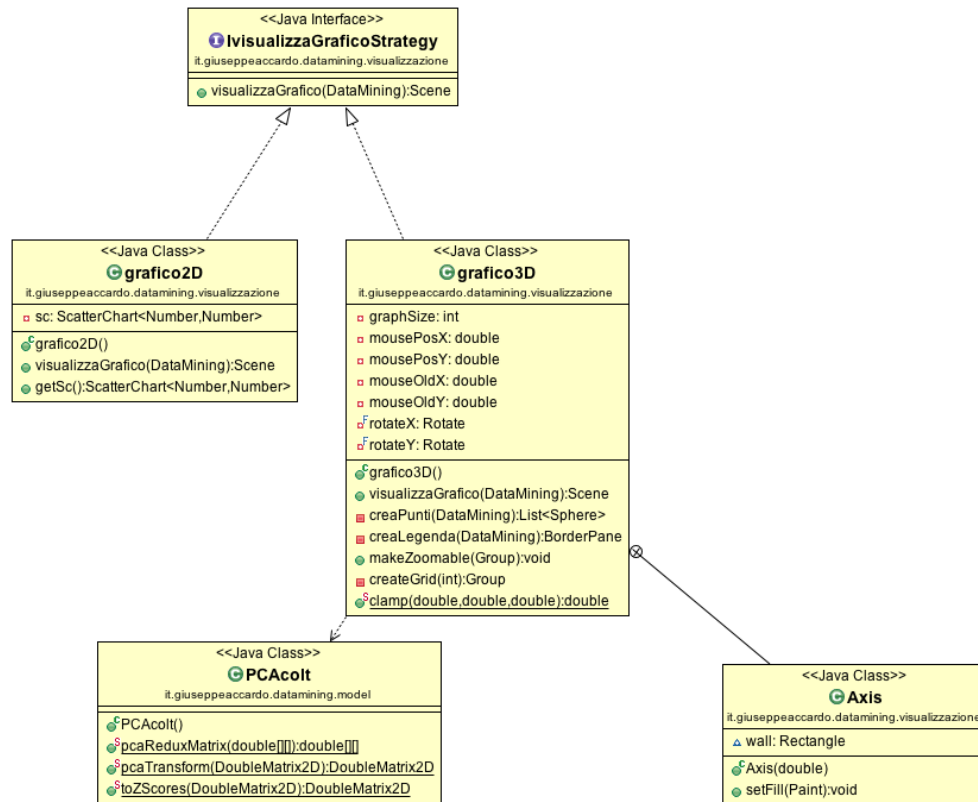 <<Java Interface>>
IvisualizzaGraficoStrategy
it.giuseppeaccardo.datamining.visualizzazione
visualizzaGrafico(DataMining):Scene
<<Java Class>>
grafico2D
it.giuseppeaccardo.datamining.visualizzazione
sc: ScatterChart<Number,Number>
grafico2D()
visualizzaGrafico(DataMining):Scene
getSc():ScatterChart<Number,Number>
<<Java Class>>
grafico3D
it.giuseppeaccardo.datamining.visualizzazione
graphSize: int
mousePosX: double
mousePosY: double
mouseOldX: double
mouseOldY: double
rotateX: Rotate
rotateY: Rotate
grafico3D()
visualizzaGrafico(DataMining):Scene
creaPunti(DataMining):List<Sphere>
creaLegenda(DataMining):BorderPane
makeZoomable(Group):void
createGrid(int):Group
clamp(double,double,double):double
<<Java Class>>
PCAcolt
it.giuseppeaccardo.datamining.model
PCAcolt()
pcaReduxMatrix(double[][]):double[][]
pcaTransform(DoubleMatrix2D):DoubleMatrix2D
toZScores(DoubleMatrix2D):DoubleMatrix2D
<<Java Class>>
Axis
it.giuseppeaccardo.datamining.visualizzazione
wall: Rectangle
Axis(double)
setFill(Paint):void